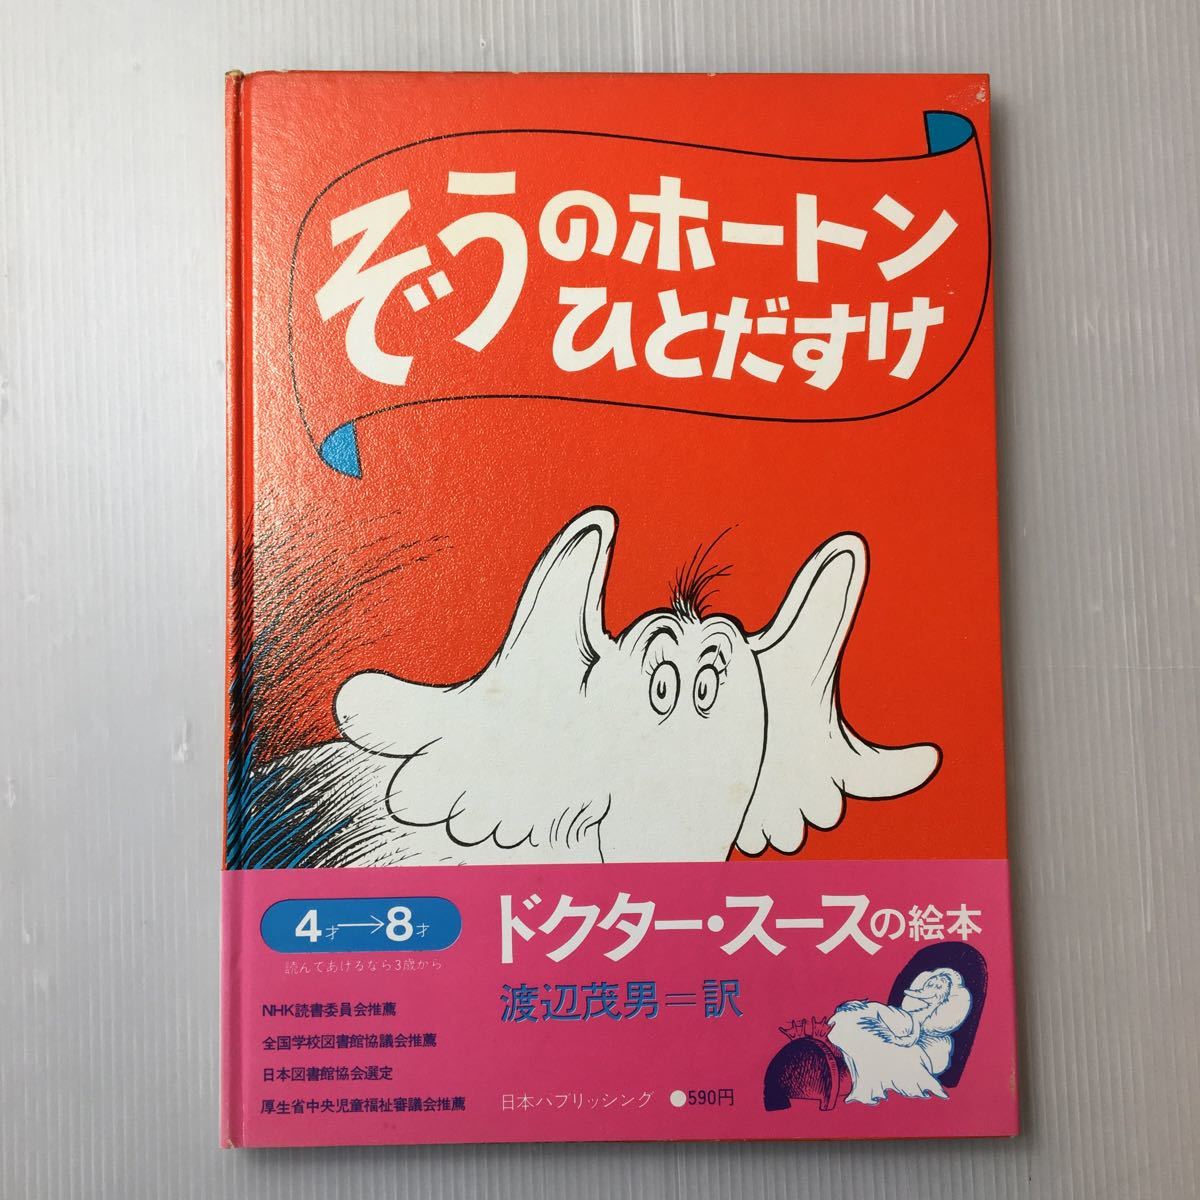 ぞうのホートン
ひとだすけ
4才→8才
読んであげるなら3歳から
NHK読書委員会推薦
全国学校図書館協議会推薦
日本図書館協会選定
厚生省中央児童福祉審議会推薦
ドクター・スースの絵本
渡辺茂男＝訳
日本パブリッシング ●590円